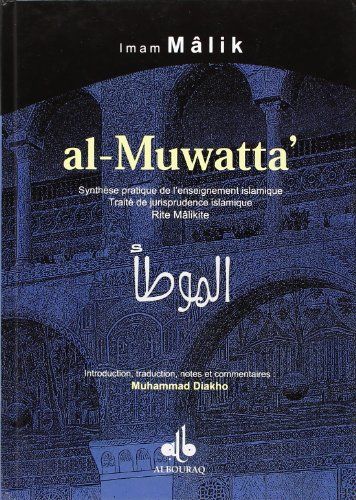 Imam Mâlik
al-Muwatta'
Synthèse pratique de l'enseignement islamique
Traité de jurisprudence islamique
Rite Mâlikite
الموطأ
Introduction, traduction, notes et commentaires :
Muhammad Diakho
alb
ALBOURAQ